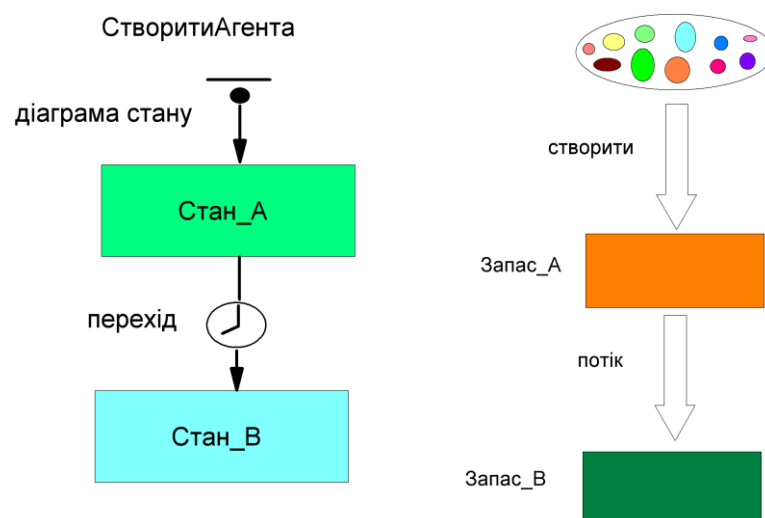 СтворитиАгента
діаграма стану
Стан_А
перехід
Стан_В
створити
Запас_А
потік
Запас_В